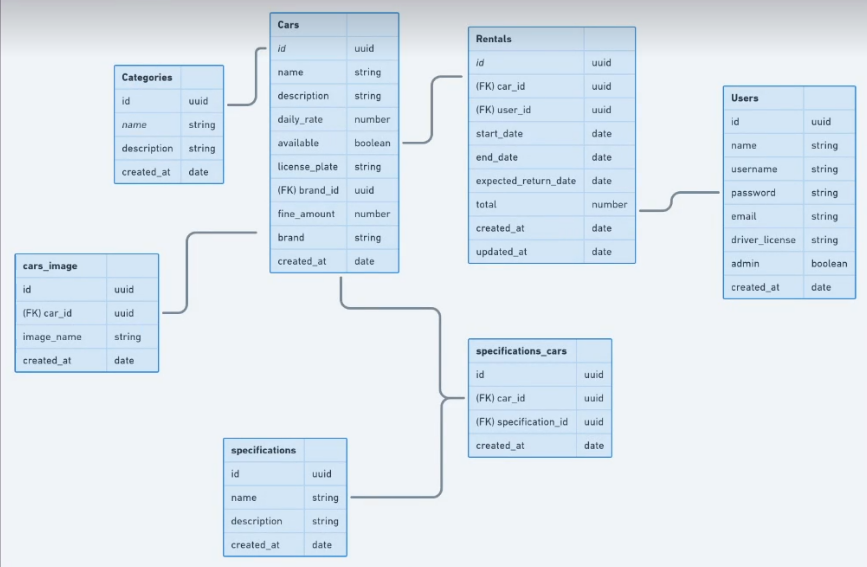 Categories
id uuid
name string
description string
created_at date
Cars
id uuid
name string
description string
daily_rate number
available boolean
license_plate string
(FK) brand_id uuid
fine_amount number
brand string
created_at date
Rentals
id uuid
(FK) car_id uuid
(FK) user_id uuid
start_date date
end_date date
expected_return_date date
total number
created_at date
updated_at date
Users
id uuid
name string
username string
password string
email string
driver_license string
admin boolean
created_at date
cars_image
id uuid
(FK) car_id uuid
image_name string
created_at date
specifications_cars
id uuid
(FK) car_id uuid
(FK) specification_id uuid
created_at date
specifications
id uuid
name string
description string
created_at date